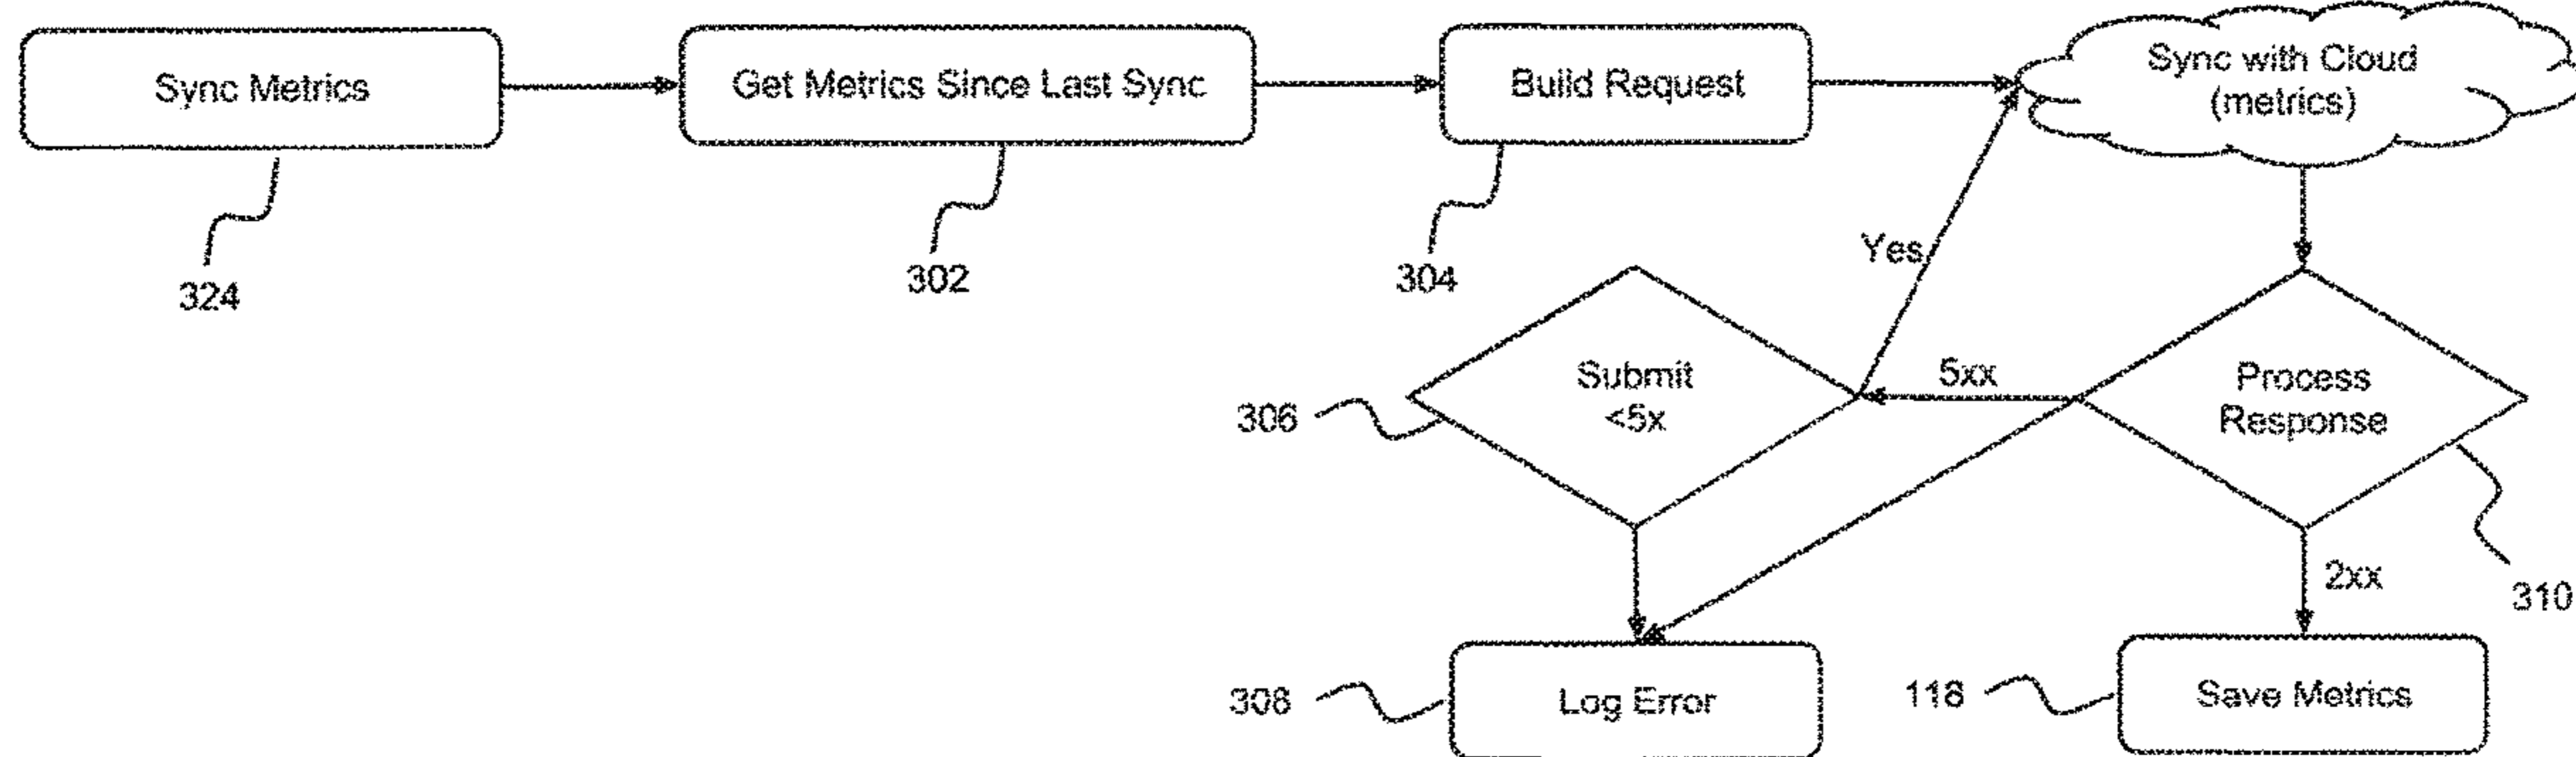 Sync Metrics
Get Metrics Since Last Sync
Build Request
Sync with Cloud
(metrics)
324
302
304
Yes
306
Submit
<5x
5xx
Process
Response
2xx
310
308
Log Error
118
Save Metrics